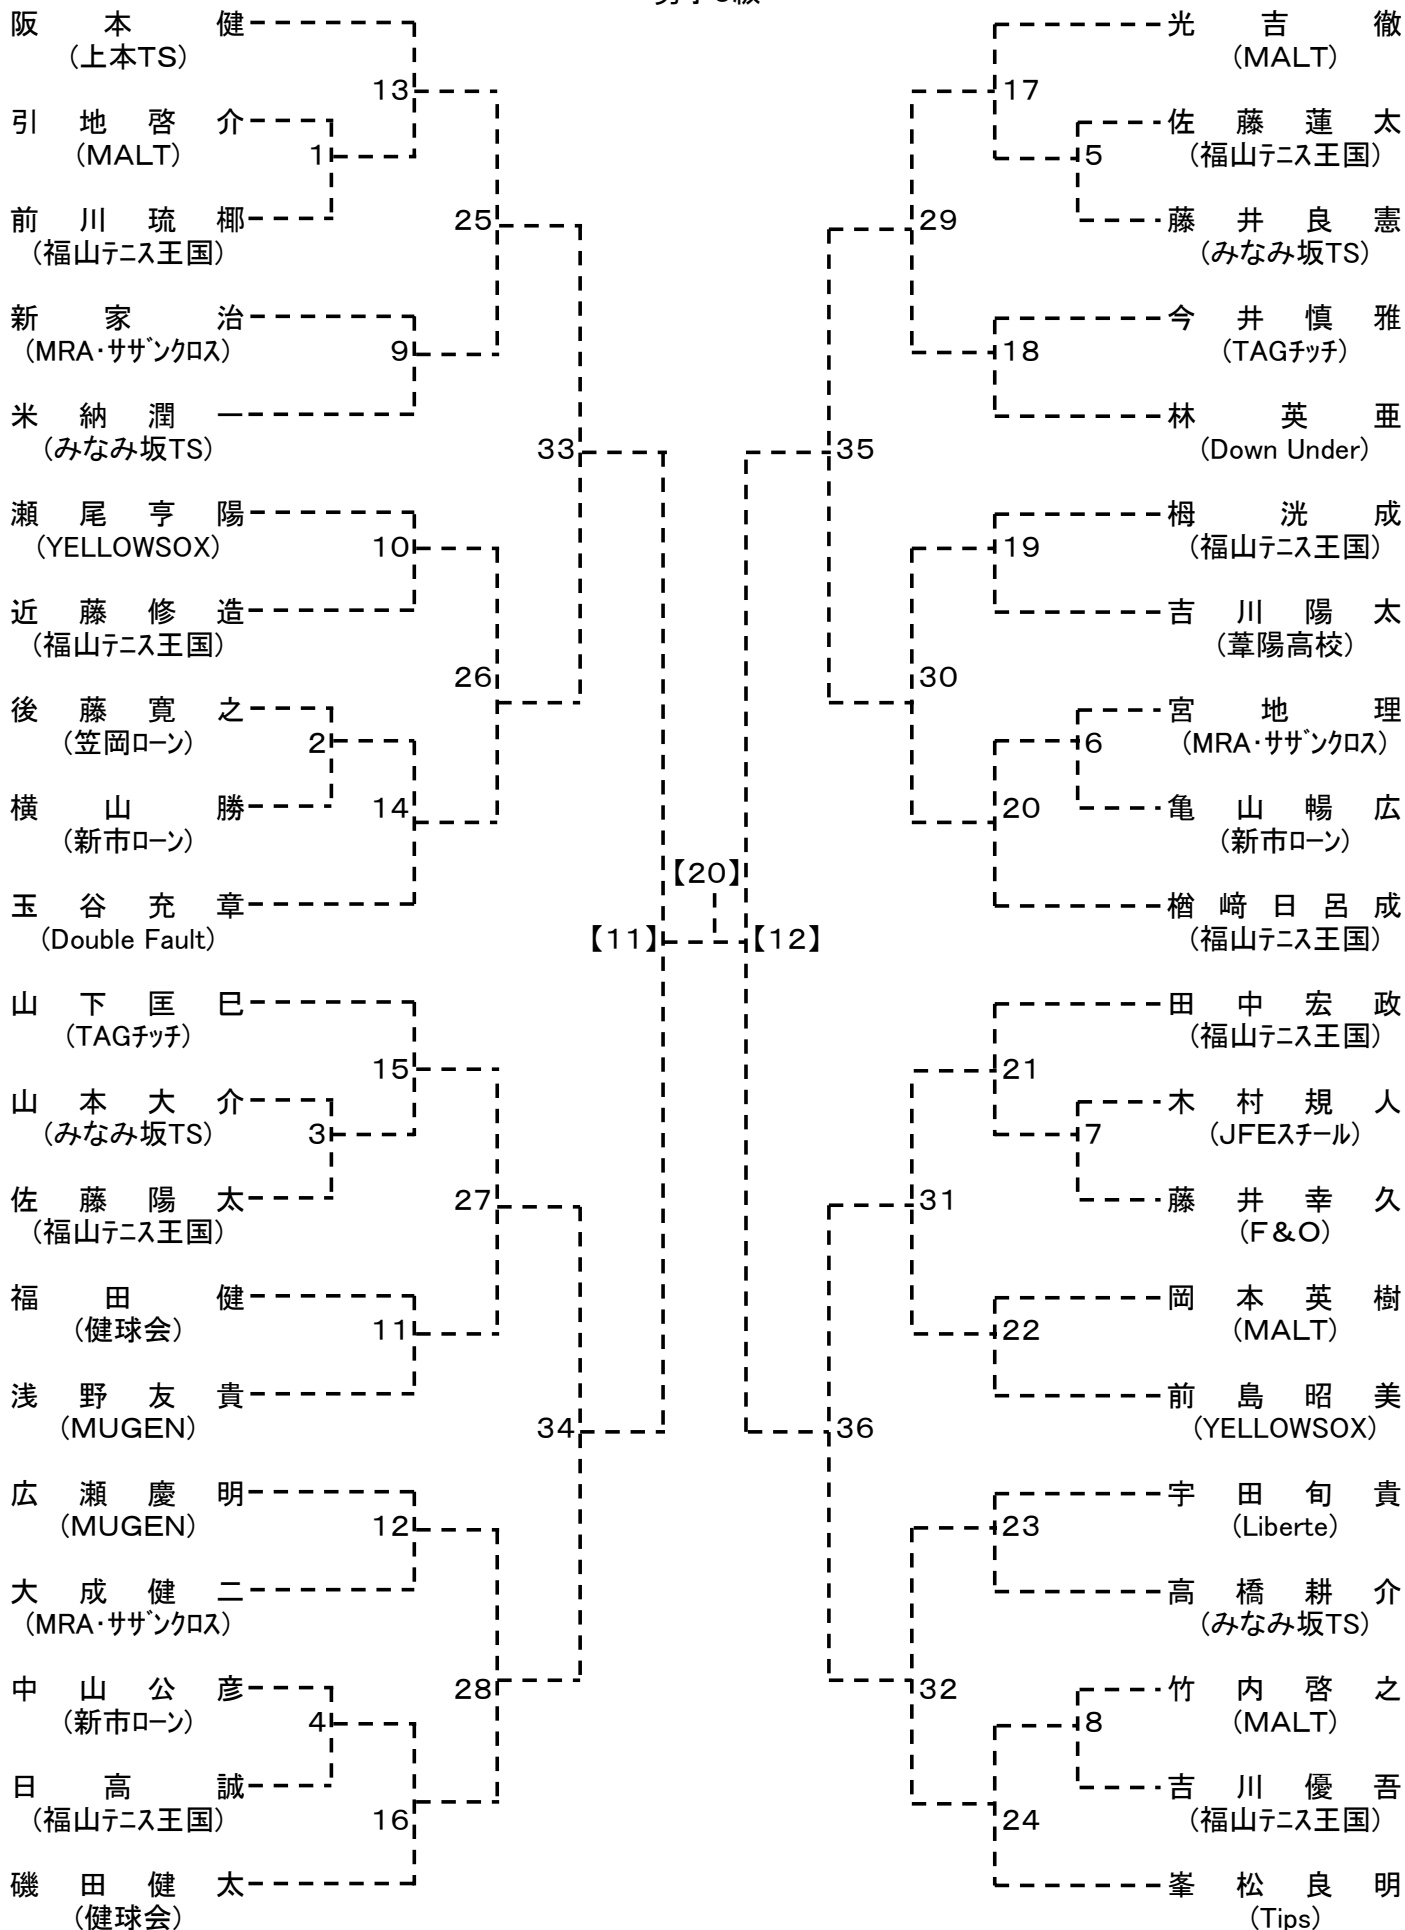 阪本健
(上本TS)
13
引地啓介
(MALT)
1
前川琉椰
(福山テニス王国)
25
新家治
(MRA・サザンクロス)
9
米納潤一
(みなみ坂TS)
33
瀬尾亨陽
(YELLOWSOX)
10
近藤修造
(福山テニス王国)
26
後藤寛之
(笠岡ローン)
2
横山勝
(新市ローン)
14
玉谷充章
(Double Fault)
【11】
山下匡巳
(TAGチッチ)
15
山本大介
(みなみ坂TS)
3
佐藤陽太
(福山テニス王国)
27
福田健
(健球会)
11
浅野友貴
(MUGEN)
34
広瀬慶明
(MUGEN)
12
大成健二
(MRA・サザンクロス)
28
中山公彦
(新市ローン)
4
日高誠
(福山テニス王国)
16
磯田健太
(健球会)
【20】
光吉徹
(MALT)
17
佐藤蓮太
(福山テニス王国)
5
藤井良憲
(みなみ坂TS)
29
今井慎雅
(TAGチッチ)
18
林英亜
(Down Under)
35
栂洸成
(福山テニス王国)
19
吉川陽太
(葦陽高校)
30
宮地理
(MRA・サザンクロス)
6
亀山暢広
(新市ローン)
20
楢﨑日呂成
(福山テニス王国)
【12】
田中宏政
(福山テニス王国)
21
木村規人
(JFEスチール)
7
藤井幸久
(F&O)
31
岡本英樹
(MALT)
22
前島昭美
(YELLOWSOX)
36
宇田旬貴
(Liberte)
23
高橋耕介
(みなみ坂TS)
32
竹内啓之
(MALT)
8
吉川優吾
(福山テニス王国)
24
峯松良明
(Tips)